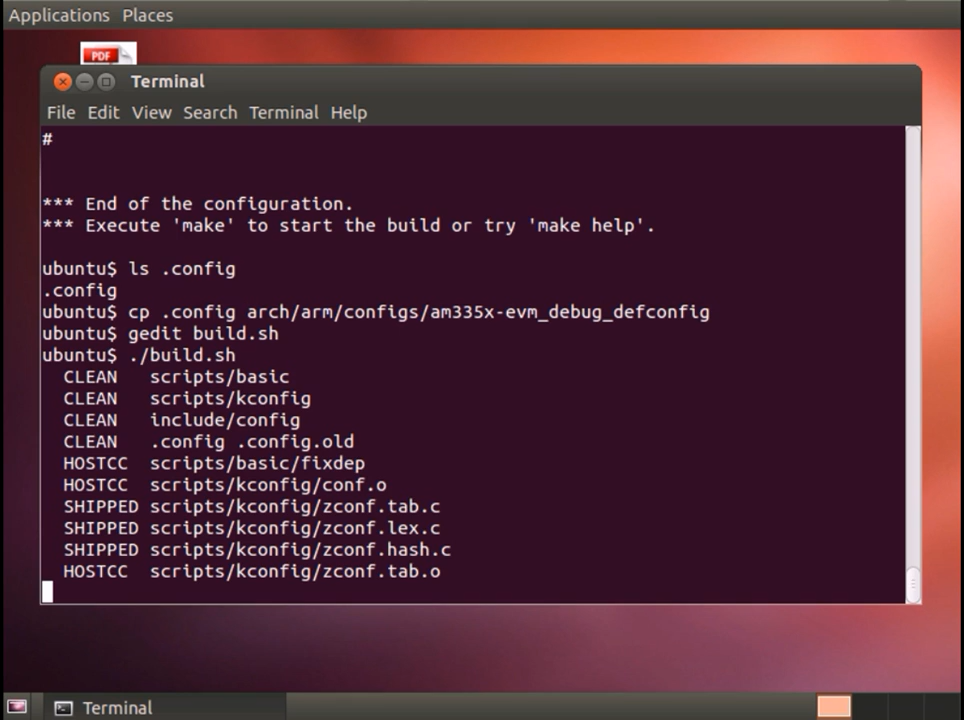 Applications Places
PDF
Terminal
File Edit View Search Terminal Help
#
*** End of the configuration.
*** Execute 'make' to start the build or try 'make help'.
ubuntu$ ls .config
.config
ubuntu$ cp .config arch/arm/configs/am335x-evm_debug_defconfig
ubuntu$ gedit build.sh
ubuntu$ ./build.sh
CLEAN scripts/basic
CLEAN scripts/kconfig
CLEAN include/config
CLEAN .config .config.old
HOSTCC scripts/basic/fixdep
HOSTCC scripts/kconfig/conf.o
SHIPPED scripts/kconfig/zconf.tab.c
SHIPPED scripts/kconfig/zconf.lex.c
SHIPPED scripts/kconfig/zconf.hash.c
HOSTCC scripts/kconfig/zconf.tab.o
Terminal